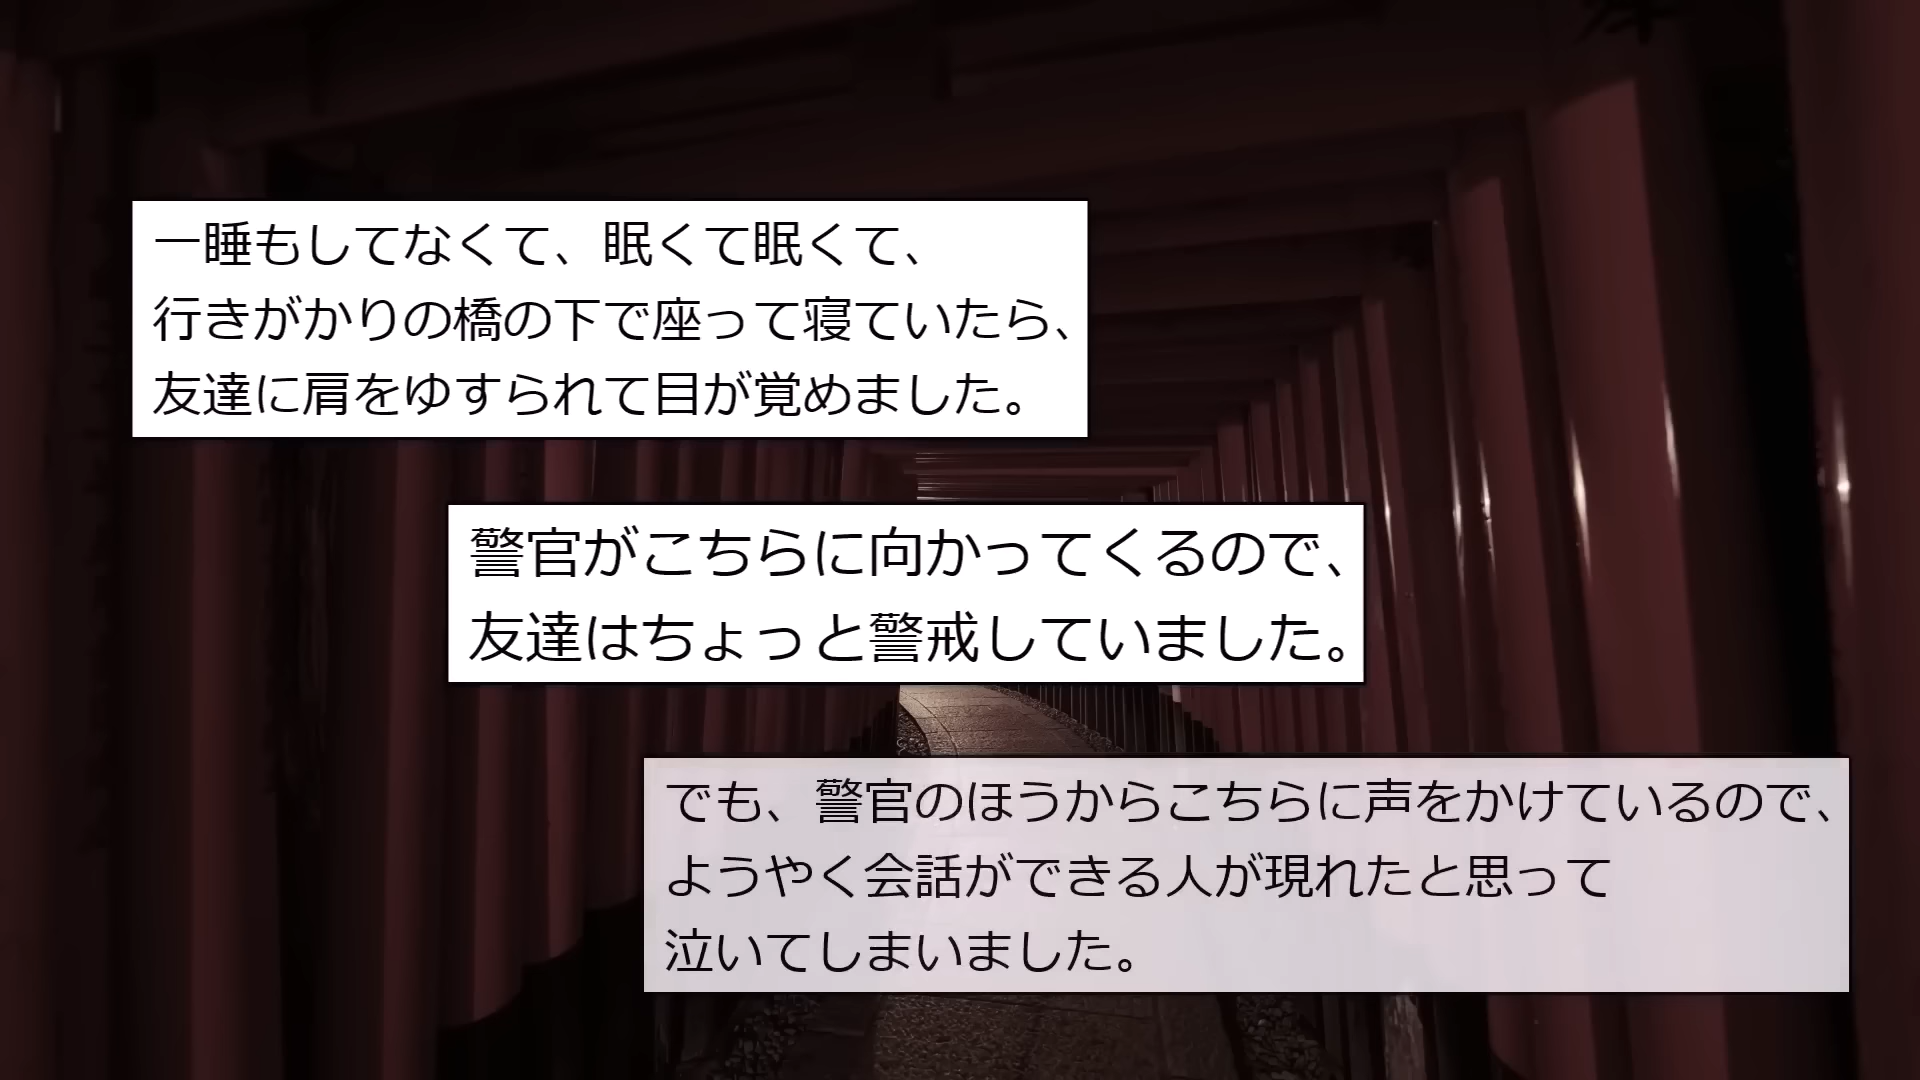 一睡もしてなくて、眠くて眠くて、
行きがかりの橋の下で座って寝ていたら、
友達に肩をゆすられて目が覚めました。
警官がこちらに向かってくるので、
友達はちょっと警戒していました。
でも、警官のほうからこちらに声をかけているので、
ようやく会話ができる人が現れたと思って
泣いてしまいました。